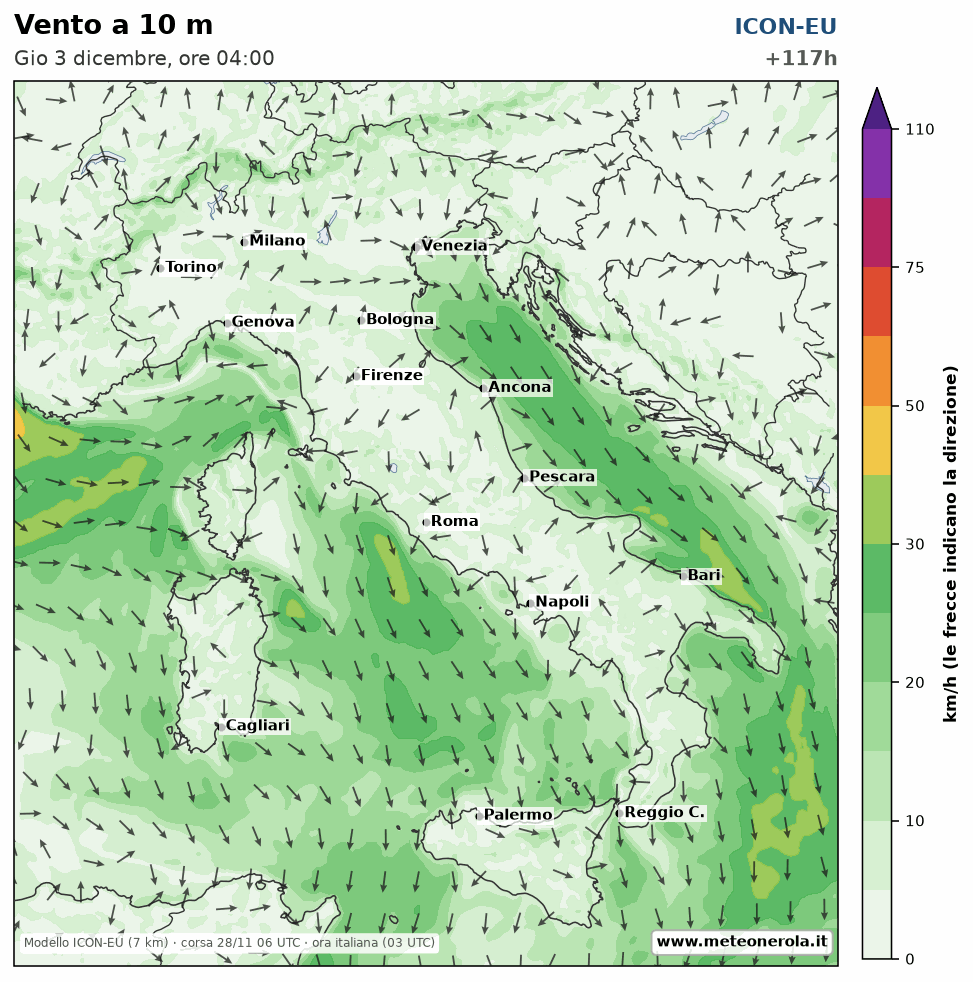 Vento a 10 m
ICON-EU
Gio 3 dicembre, ore 04:00
+117h
110
75
50
30
20
10
0
km/h (le frecce indicano la direzione)
Milano
Venezia
Torino
Genova
Bologna
Firenze
Ancona
Pescara
Roma
Bari
Napoli
Cagliari
Palermo
Reggio C.
Modello ICON-EU (7 km) · corsa 28/11 06 UTC · ora italiana (03 UTC)
www.meteonerola.it